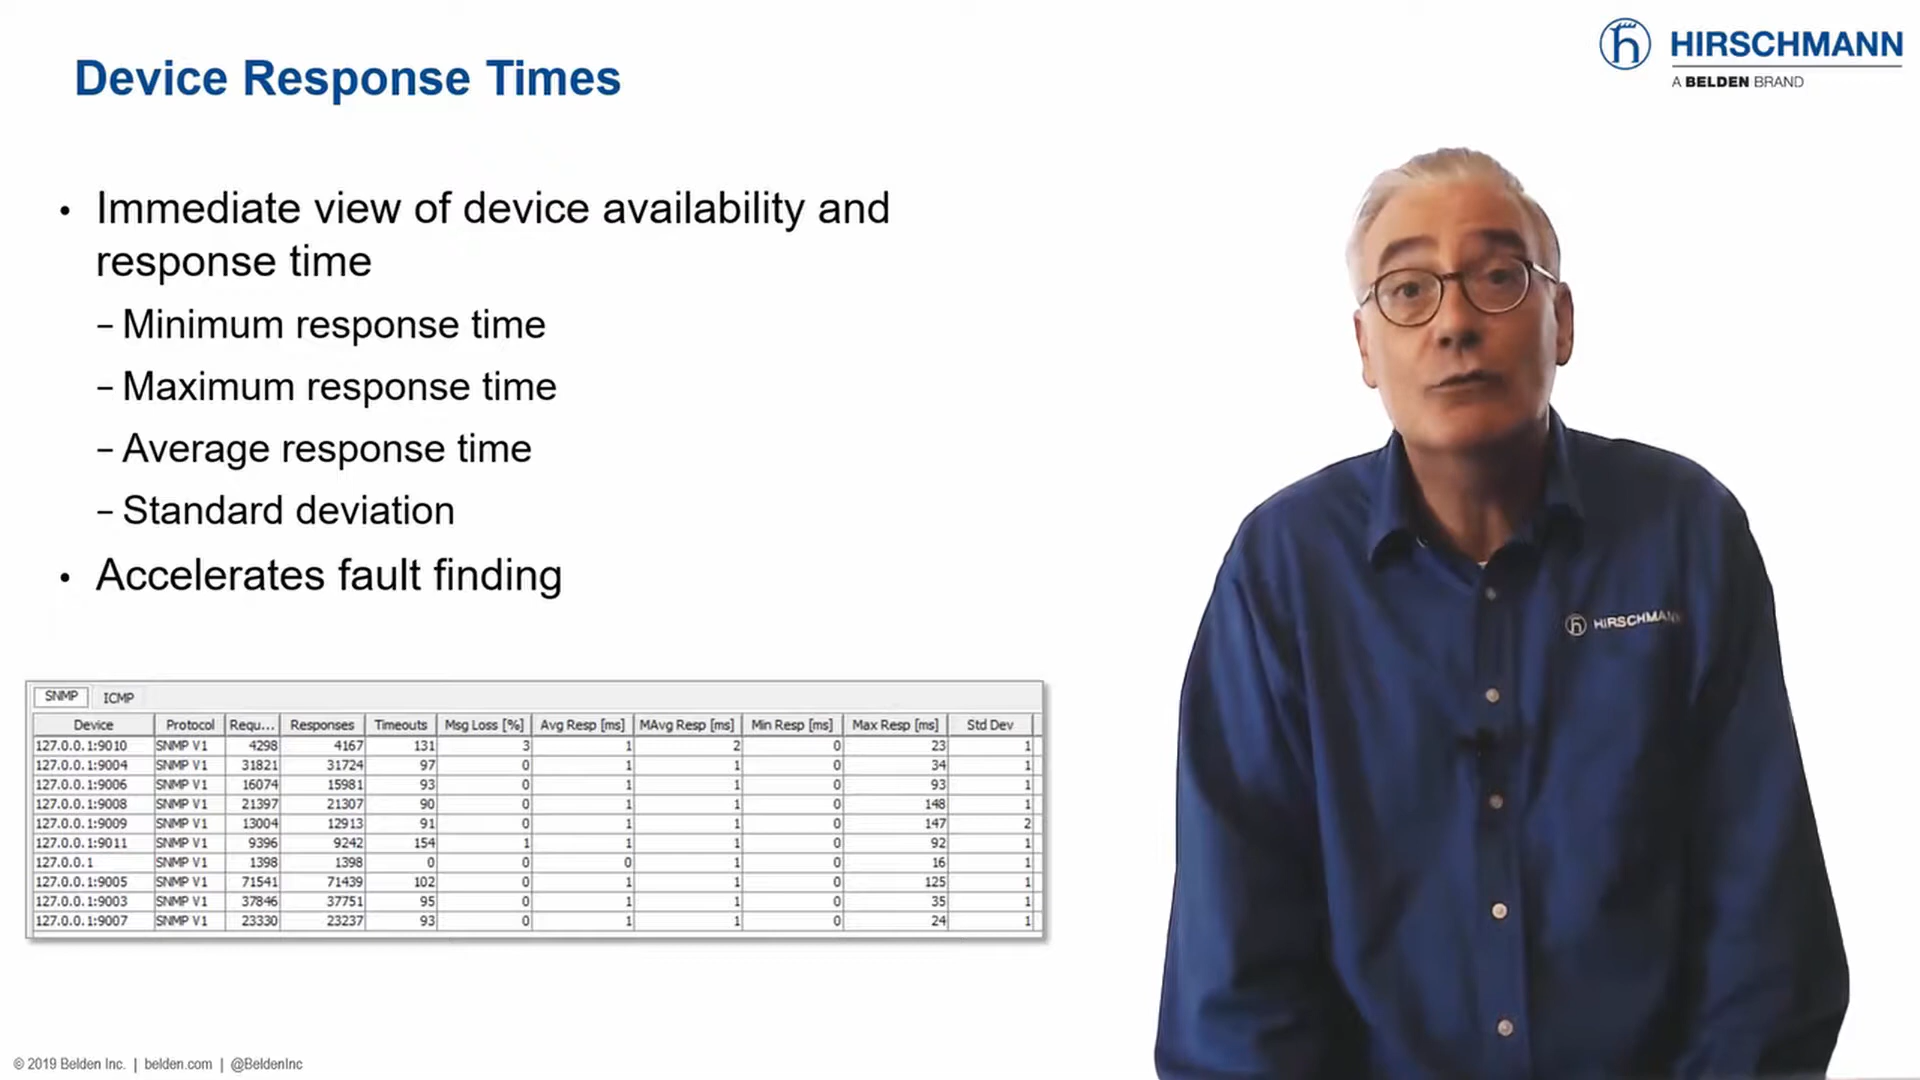 Device Response Times
HIRSCHMANN
A BELDEN BRAND
• Immediate view of device availability and
response time
– Minimum response time
– Maximum response time
– Average response time
– Standard deviation
• Accelerates fault finding
HIRSCHMANN
SNMP ICMP
Device Protocol Requ... Responses Timeouts Msg Loss [%] Avg Resp [ms] MAvg Resp [ms] Min Resp [ms] Max Resp [ms] Std Dev
127.0.0.1:9010 SNMP V1 4298 4167 131 3 1 2 0 23 1
127.0.0.1:9004 SNMP V1 31821 31724 97 0 1 1 0 34 1
127.0.0.1:9006 SNMP V1 16074 15981 93 0 1 1 0 93 1
127.0.0.1:9008 SNMP V1 21397 21307 90 0 1 1 0 148 1
127.0.0.1:9009 SNMP V1 13004 12913 91 0 1 1 0 147 2
127.0.0.1:9011 SNMP V1 9396 9242 154 1 1 1 0 92 1
127.0.0.1 SNMP V1 1398 1398 0 0 0 1 0 16 1
127.0.0.1:9005 SNMP V1 71541 71439 102 0 1 1 0 125 1
127.0.0.1:9003 SNMP V1 37846 37751 95 0 1 1 0 35 1
127.0.0.1:9007 SNMP V1 23330 23237 93 0 1 1 0 24 1
© 2019 Belden Inc. | belden.com | @BeldenInc